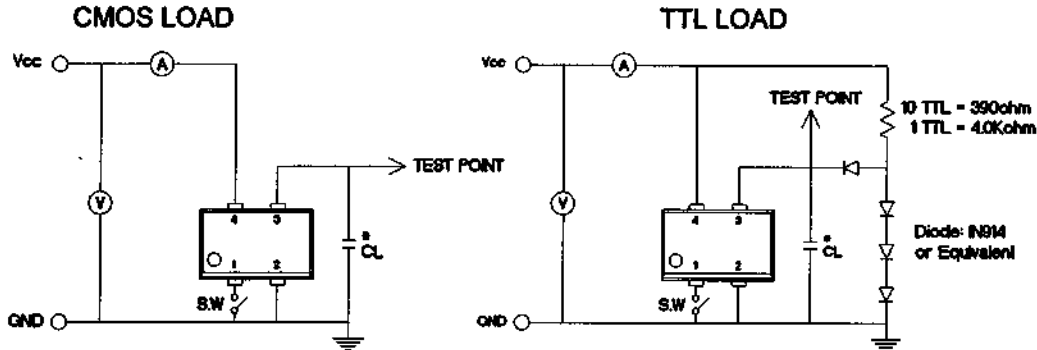 CMOS LOAD
Vcc
A
V
TEST POINT
4 3
1 2
*
CL
S.W
GND
TTL LOAD
Vcc
A
TEST POINT
10 TTL = 390ohm
1 TTL = 4.0Kohm
V
4 3
1 2
*
CL
Diode: IN914
or Equivalent
S.W
GND